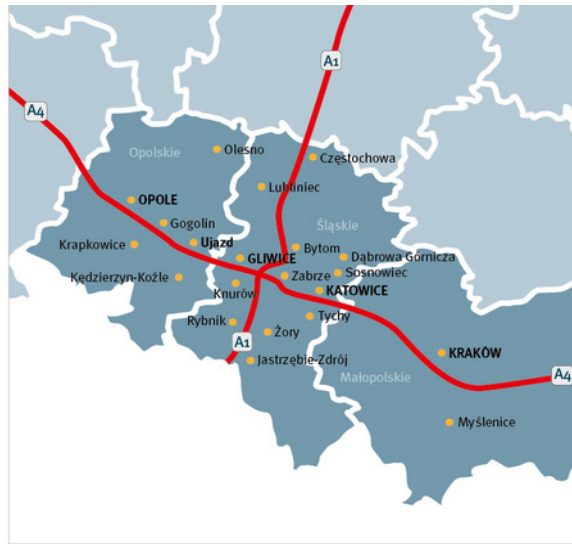 A1
A4
Opolskie
Olesno
Częstochowa
Lubliniec
OPOLE
Śląskie
Gogolin
Krapkowice
Ujazd
Bytom
GLIWICE
Dąbrowa Górnicza
Kędzierzyn-Koźle
Zabrze
Sosnowiec
Knurów
KATOWICE
Rybnik
Tychy
Żory
A1
KRAKÓW
Jastrzębie-Zdrój
Małopolskie
A4
Myślenice